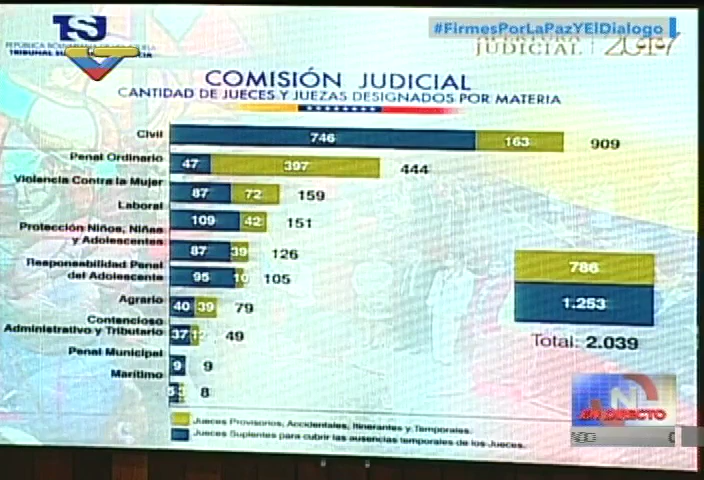 #FirmesPorLaPazYElDialogo
TSJ
REPÚBLICA BOLIVARIANA DE VENEZUELA
JUDICIAL 2017
COMISIÓN JUDICIAL
CANTIDAD DE JUECES Y JUEZAS DESIGNADOS POR MATERIA
Civil 746 163 909
Penal Ordinario 47 397 444
Violencia Contra la Mujer 87 72 159
Laboral 109 42 151
Protección Niños, Niñas
y Adolescentes 87 39 126
Responsabilidad Penal
del Adolescente 95 10 105
Agrario 40 39 79
Contencioso
Administrativo y Tributario 37 12 49
Penal Municipal 9 9
Marítimo 8
786
1.253
Total: 2.039
Jueces Provisorios, Accidentales, Itinerantes y Temporales.
Jueces Suplentes para cubrir las ausencias temporales de los Jueces.
EN DIRECTO